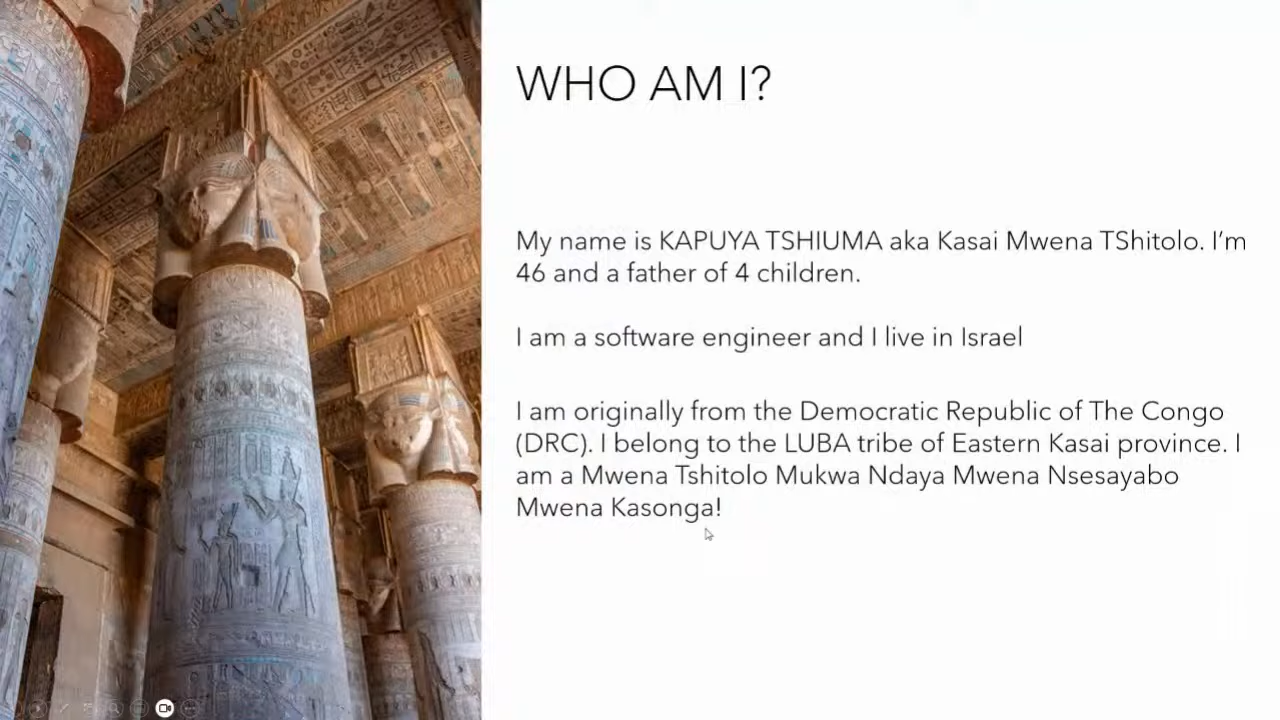 WHO AM I?
My name is KAPUYA TSHIUMA aka Kasai Mwena TShitolo. I’m
46 and a father of 4 children.
I am a software engineer and I live in Israel
I am originally from the Democratic Republic of The Congo
(DRC). I belong to the LUBA tribe of Eastern Kasai province. I
am a Mwena Tshitolo Mukwa Ndaya Mwena Nsesayabo
Mwena Kasonga!